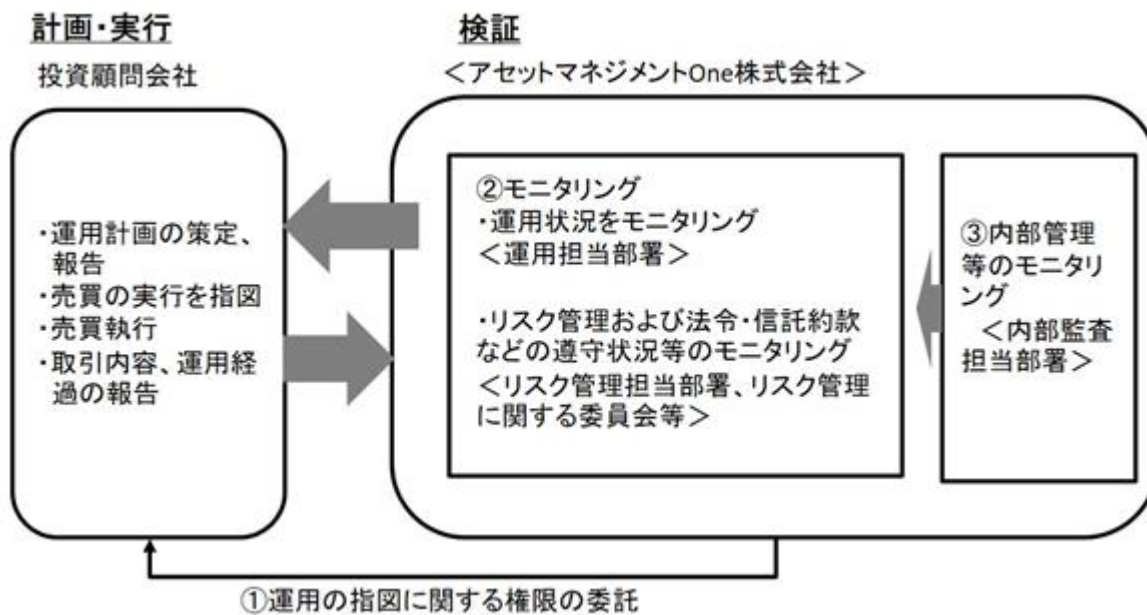 計画・実行
投資顧問会社
・運用計画の策定、
報告
・売買の実行を指図
・売買執行
・取引内容、運用経
過の報告
検証
＜アセットマネジメントOne株式会社＞
②モニタリング
・運用状況をモニタリング
＜運用担当部署＞
・リスク管理および法令・信託約款
などの遵守状況等のモニタリング
＜リスク管理担当部署、リスク管理
に関する委員会等＞
③内部管理
等のモニタリ
ング
＜内部監査
担当部署＞
①運用の指図に関する権限の委託